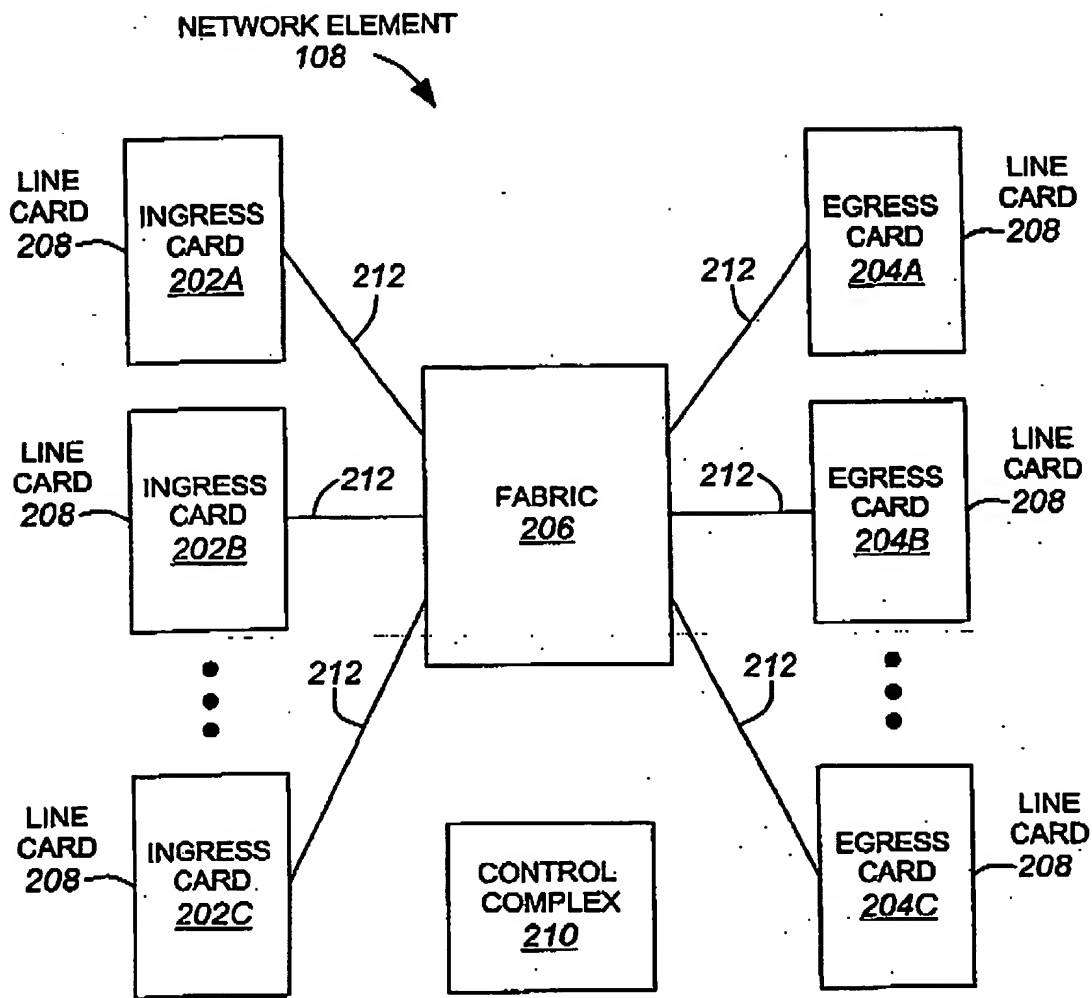 NETWORK ELEMENT
108
LINE
CARD
208
INGRESS
CARD
202A
212
212
EGRESS
CARD
204A
LINE
CARD
208
LINE
CARD
208
INGRESS
CARD
202B
212
FABRIC
206
212
EGRESS
CARD
204B
LINE
CARD
208
212
212
LINE
CARD
208
INGRESS
CARD
202C
CONTROL
COMPLEX
210
EGRESS
CARD
204C
LINE
CARD
208